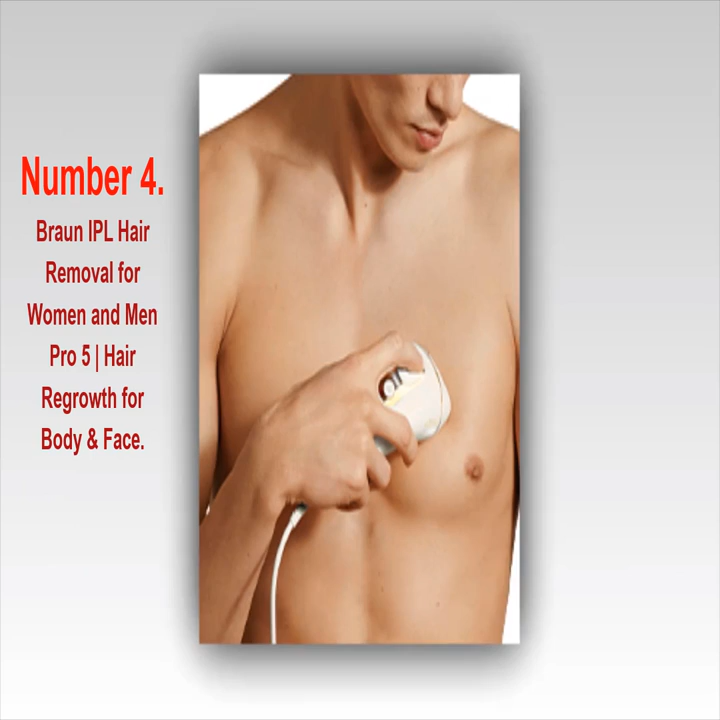 Number 4.
Braun IPL Hair
Removal for
Women and Men
Pro 5 | Hair
Regrowth for
Body & Face.